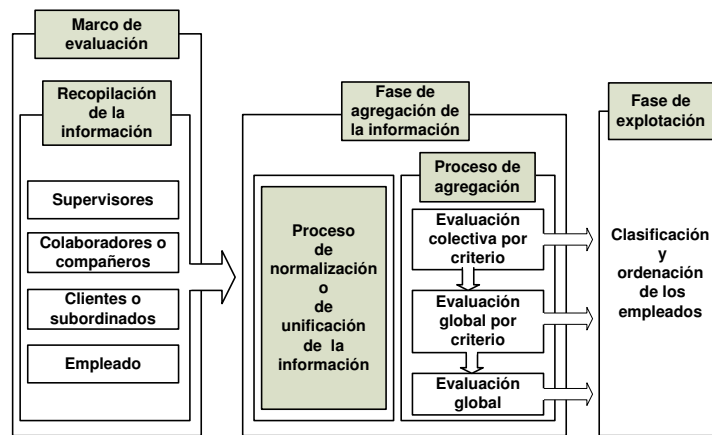 Marco de
evaluación
Recopilación
de la
información
Supervisores
Colaboradores o
compañeros
Clientes o
subordinados
Empleado
Fase de
agregación de
la información
Proceso
de
normalización
o
de
unificación
de la
información
Proceso de
agregación
Evaluación
colectiva por
criterio
Evaluación
global por
criterio
Evaluación
global
Fase de
explotación
Clasificación
y
ordenación
de los
empleados